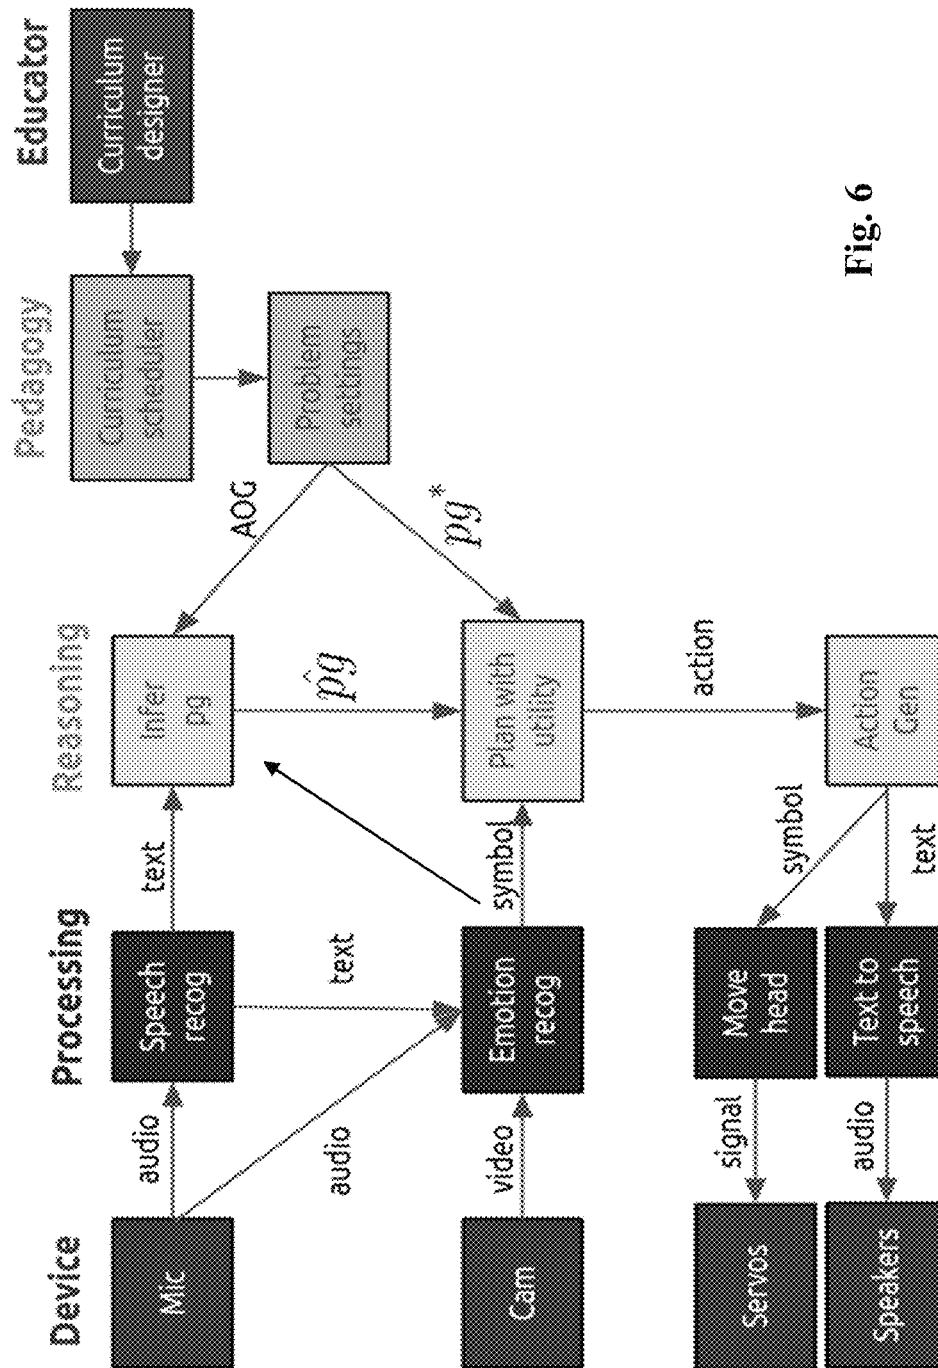 Device
Processing
Reasoning
Pedagogy
Educator
Mic
audio
Speech
recog
text
Infer
pg
AOG
Curriculum
scheduler
Curriculum
designer
audio
text
p̂g
Problem
settings
pg*
Cam
video
Emotion
recog
symbol
Plan with
utility
action
Servos
signal
Move
head
symbol
Action
Gen
Speakers
audio
Text to
speech
text
Fig. 6